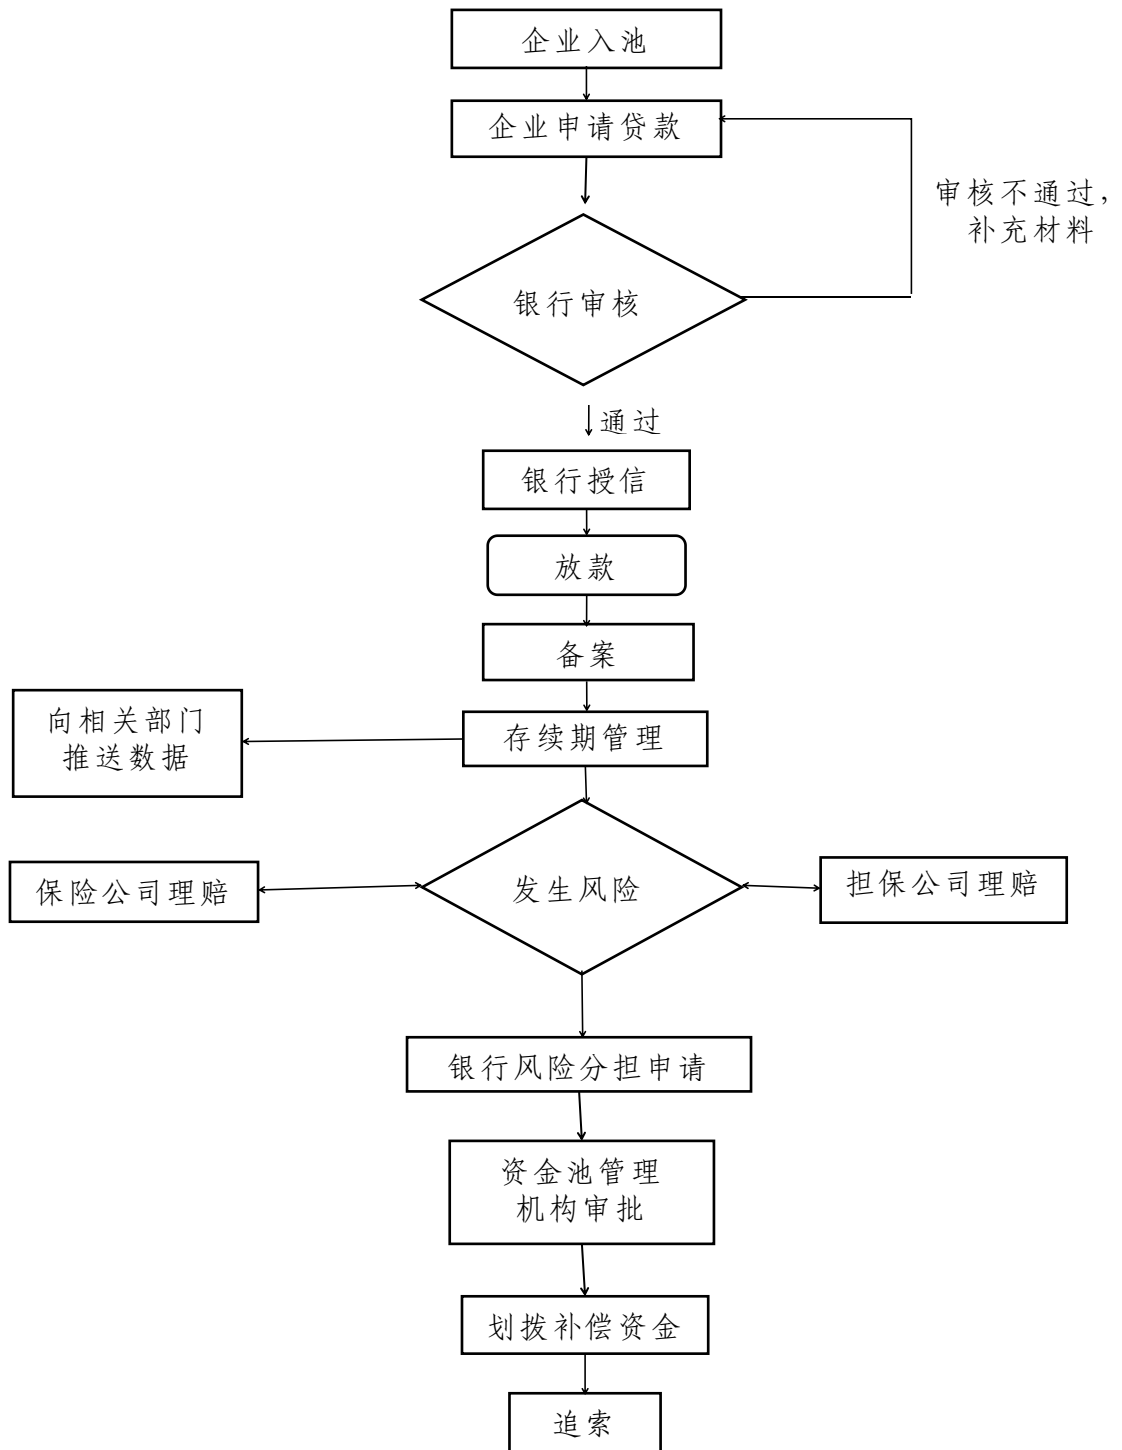 企业入池
企业申请贷款
审核不通过，
补充材料
银行审核
通过
银行授信
放款
备案
向相关部门
推送数据
存续期管理
保险公司理赔
发生风险
担保公司理赔
银行风险分担申请
资金池管理
机构审批
划拨补偿资金
追索